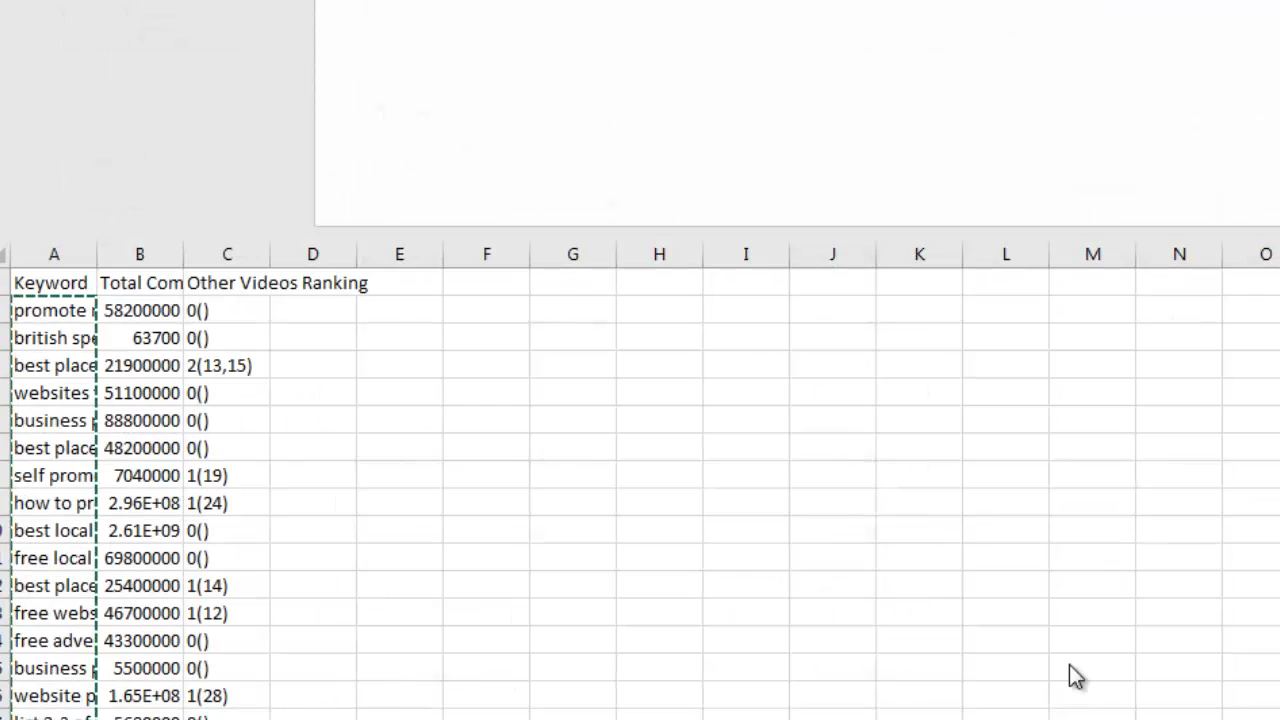 A B C D E F G H I J K L M N O
Keyword Total Com Other Videos Ranking
promote 58200000 0()
british spe 63700 0()
best place 21900000 2(13,15)
websites 51100000 0()
business 88800000 0()
best place 48200000 0()
self prom 7040000 1(19)
how to pr 2.96E+08 1(24)
best local 2.61E+09 0()
free local 69800000 0()
best place 25400000 1(14)
free webs 46700000 1(12)
free adve 43300000 0()
business 5500000 0()
website p 1.65E+08 1(28)